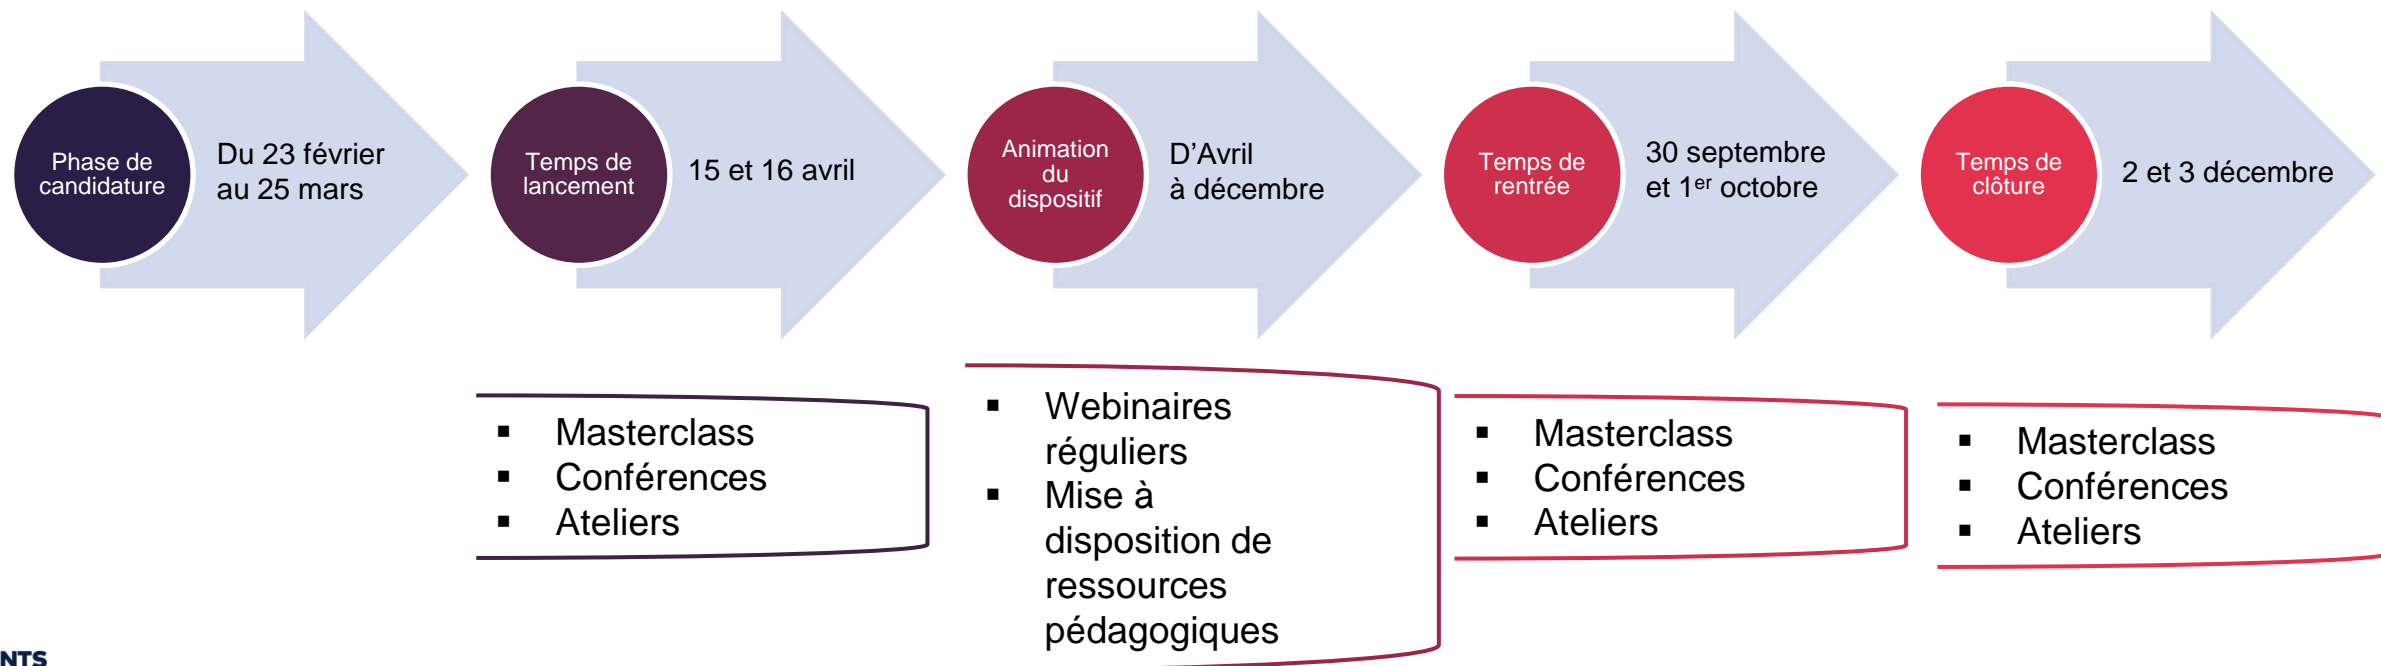 Phase de
candidature
Du 23 février
au 25 mars
Temps de
lancement
15 et 16 avril
Animation
du
dispositif
D’Avril
à décembre
Temps de
rentrée
30 septembre
et 1er octobre
Temps de
clôture
2 et 3 décembre
▪ Masterclass
▪ Conférences
▪ Ateliers
▪ Webinaires
réguliers
▪ Mise à
disposition de
ressources
pédagogiques
▪ Masterclass
▪ Conférences
▪ Ateliers
▪ Masterclass
▪ Conférences
▪ Ateliers
NTS